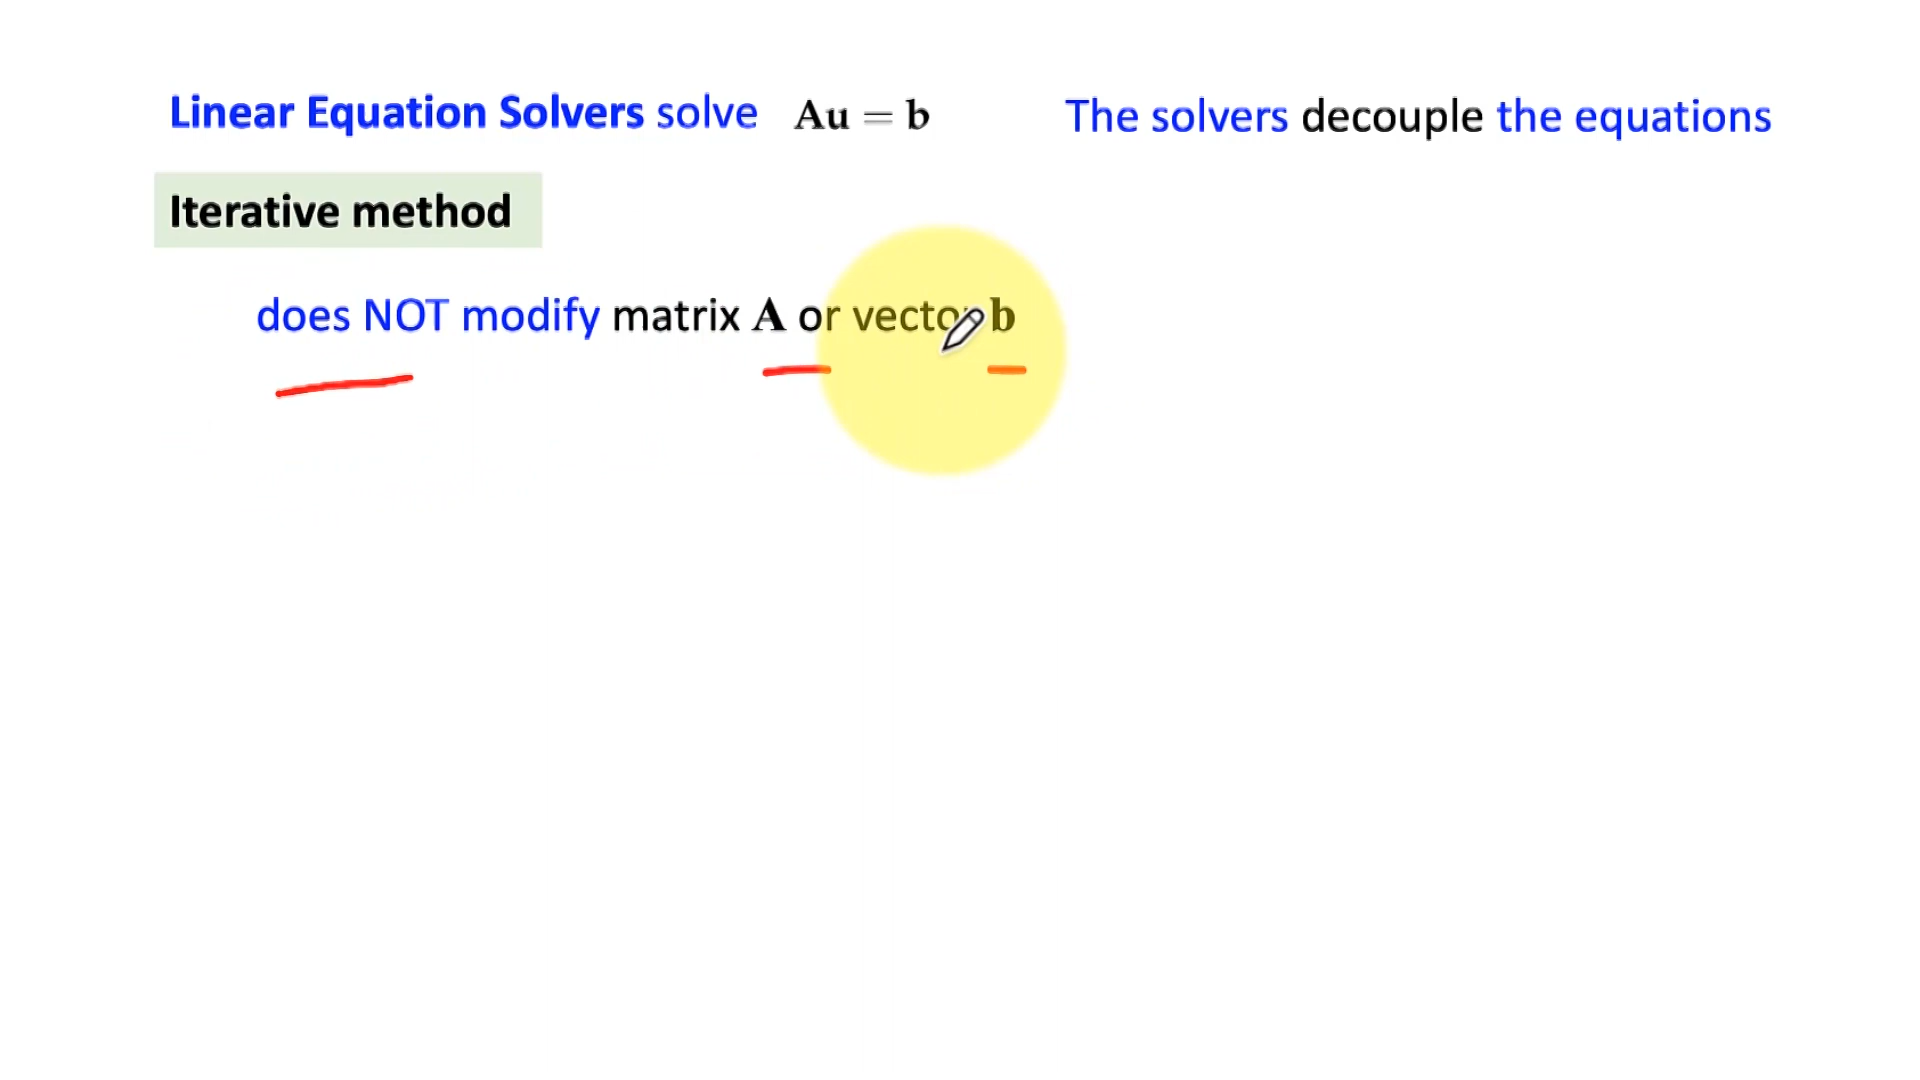 Linear Equation Solvers solve Au = b The solvers decouple the equations
Iterative method
does NOT modify matrix A or vector b